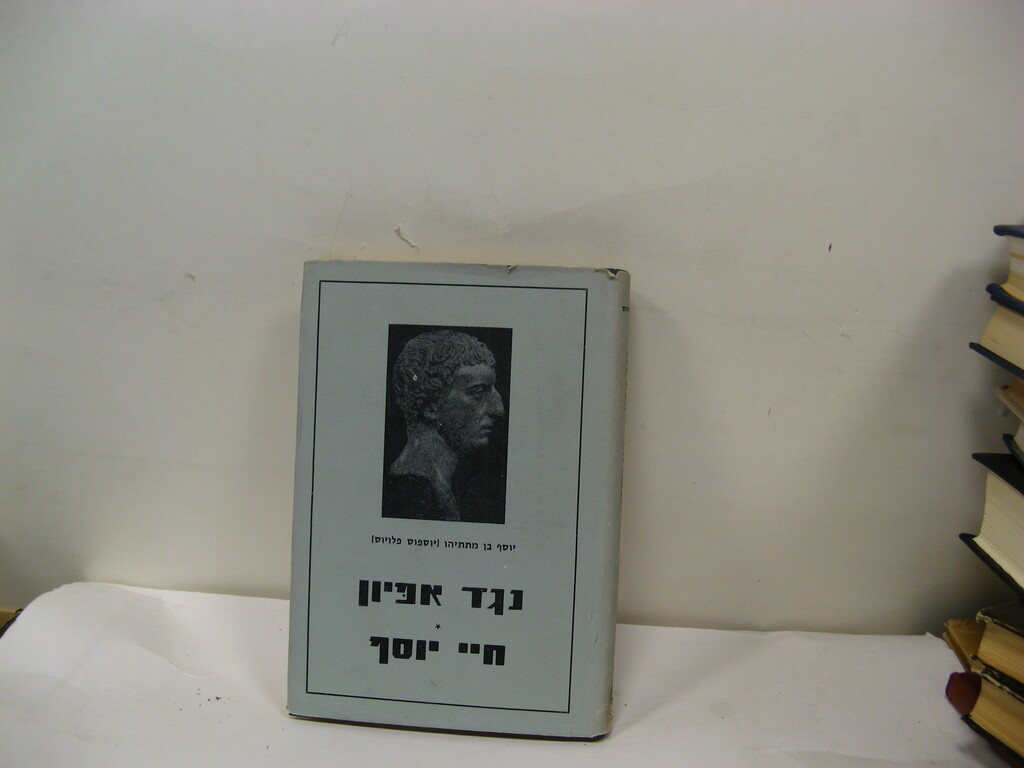 יוסף בן מתתיהו (יוספוס פלויוס)
נגד אפיון
*
חיי יוסף